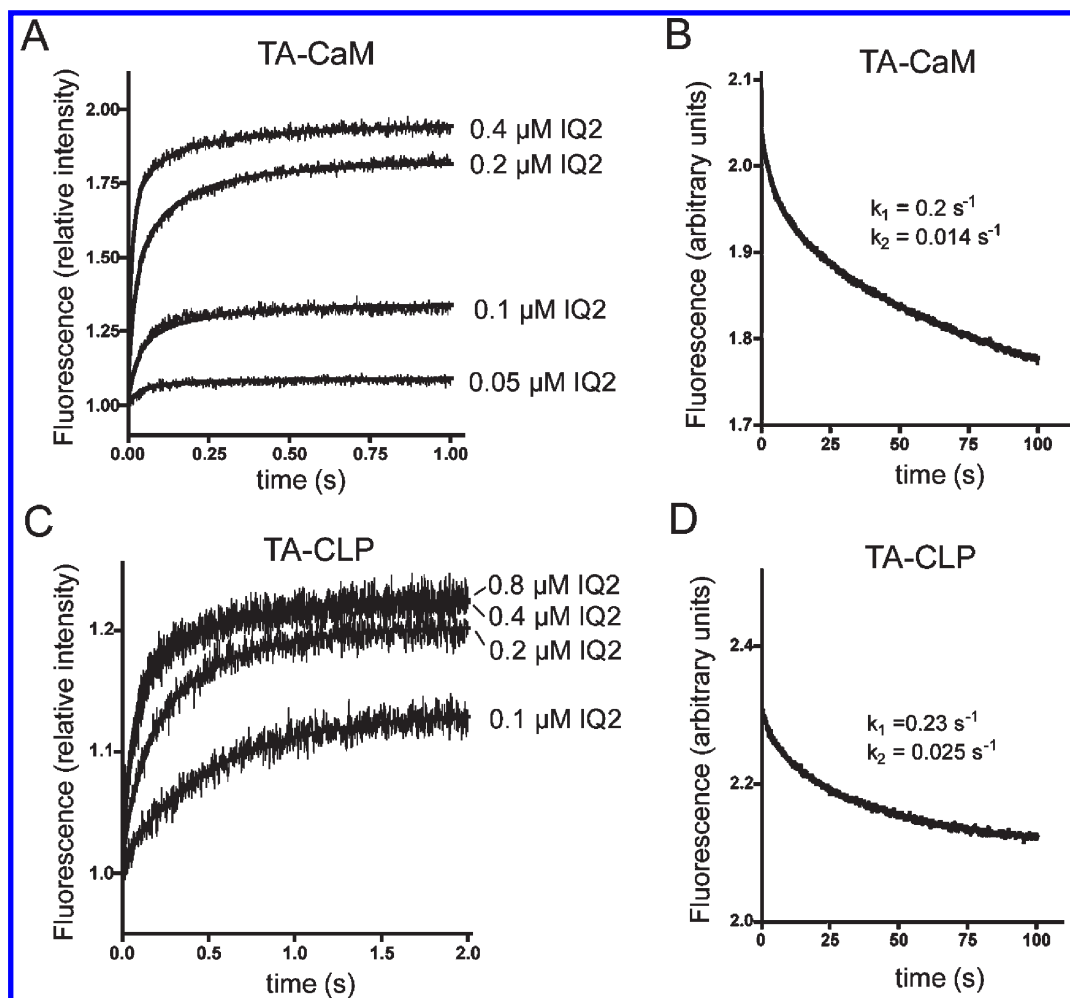 A
TA-CaM
Fluorescence (relative intensity)
2.00
1.75
1.50
1.25
1.00
0.4 µM IQ2
0.2 µM IQ2
0.1 µM IQ2
0.05 µM IQ2
0.00 0.25 0.50 0.75 1.00
time (s)
B
TA-CaM
Fluorescence (arbitrary units)
2.1
2.0
1.9
1.8
1.7
k₁ = 0.2 s⁻¹
k₂ = 0.014 s⁻¹
0 25 50 75 100
time (s)
C
TA-CLP
Fluorescence (relative intensity)
1.2
1.1
1.0
0.8 µM IQ2
0.4 µM IQ2
0.2 µM IQ2
0.1 µM IQ2
0.0 0.5 1.0 1.5 2.0
time (s)
D
TA-CLP
Fluorescence (arbitrary units)
2.4
2.2
2.0
k₁ =0.23 s⁻¹
k₂ = 0.025 s⁻¹
0 25 50 75 100
time (s)